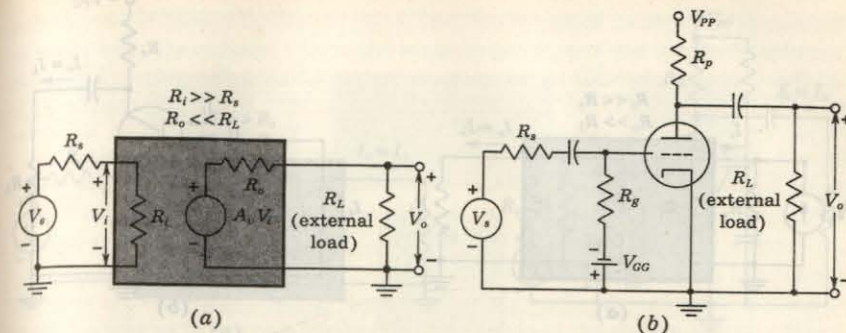 R_i >> R_s
R_o << R_L
R_s
+
V_s
−
+
V_i
−
R_i
+
A_v V_i
−
R_o
R_L
(external
load)
+
V_o
−
(a)
V_PP
R_p
R_s
+
V_s
−
R_g
−
V_GG
+
R_L
(external
load)
+
V_o
−
(b)